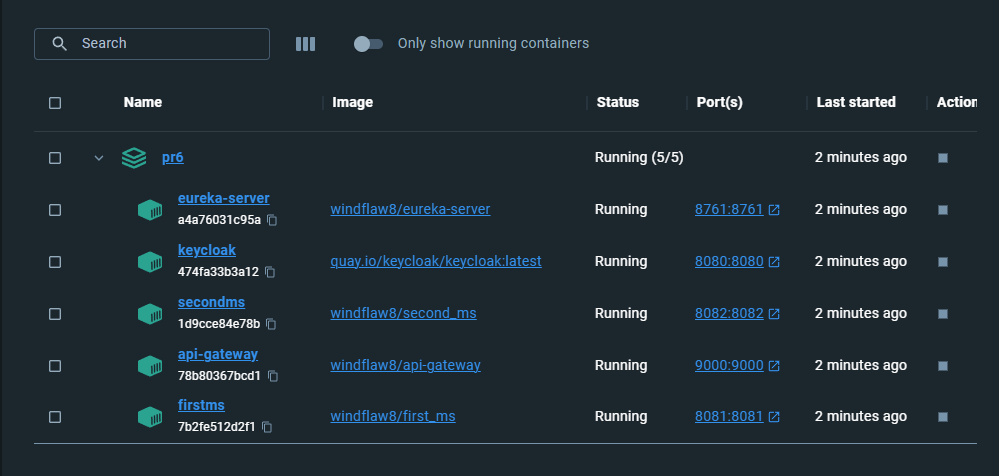 Search
Only show running containers
Name Image Status Port(s) Last started Action
pr6 Running (5/5) 2 minutes ago
eureka-server
a4a76031c95a windflaw8/eureka-server Running 8761:8761 2 minutes ago
keycloak
474fa33b3a12 quay.io/keycloak/keycloak:latest Running 8080:8080 2 minutes ago
secondms
1d9cce84e78b windflaw8/second_ms Running 8082:8082 2 minutes ago
api-gateway
78b80367bcd1 windflaw8/api-gateway Running 9000:9000 2 minutes ago
firstms
7b2fe512d2f1 windflaw8/first_ms Running 8081:8081 2 minutes ago